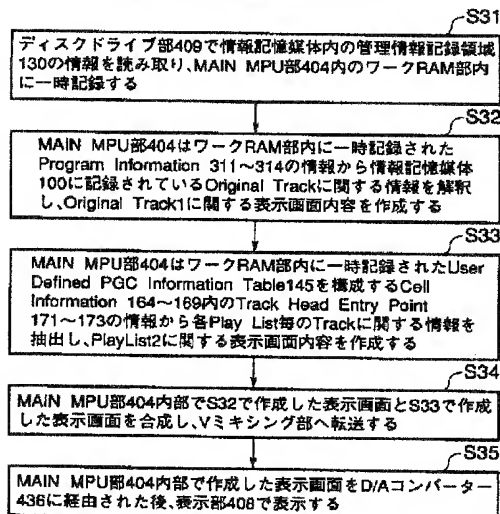 S31
ディスクドライブ部409で情報記憶媒体内の管理情報記録領域
130の情報を読み取り、MAIN MPU部404内のワークRAM部内
に一時記録する
S32
MAIN MPU部404はワークRAM部内に一時記録された
Program Information 311～314の情報から情報記憶媒体
100に記録されているOriginal Trackに関する情報を解釈
し、Original Track1に関する表示画面内容を作成する
S33
MAIN MPU部404はワークRAM部内に一時記録されたUser
Defined PGC Information Table145を構成するCell
Information 164～169内のTrack Head Entry Point
171～173の情報から各Play List毎のTrackに関する情報を
抽出し、PlayList2に関する表示画面内容を作成する
S34
MAIN MPU部404内部でS32で作成した表示画面とS33で作
成した表示画面を合成し、Vミキシング部へ転送する
S35
MAIN MPU部404内部で作成した表示画面をD/Aコンバーター
436に経由された後、表示部408で表示する